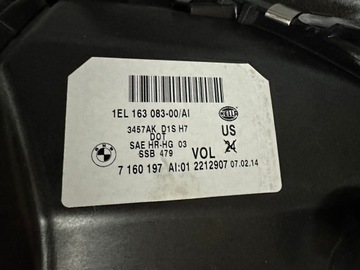 1EL 163 083-00/AI
HELLA
3457AK D1S H7
US
DOT
SAE HR-HG 03
VOL
SSB 479
7 160 197 AI:01 2212907 07.02.14